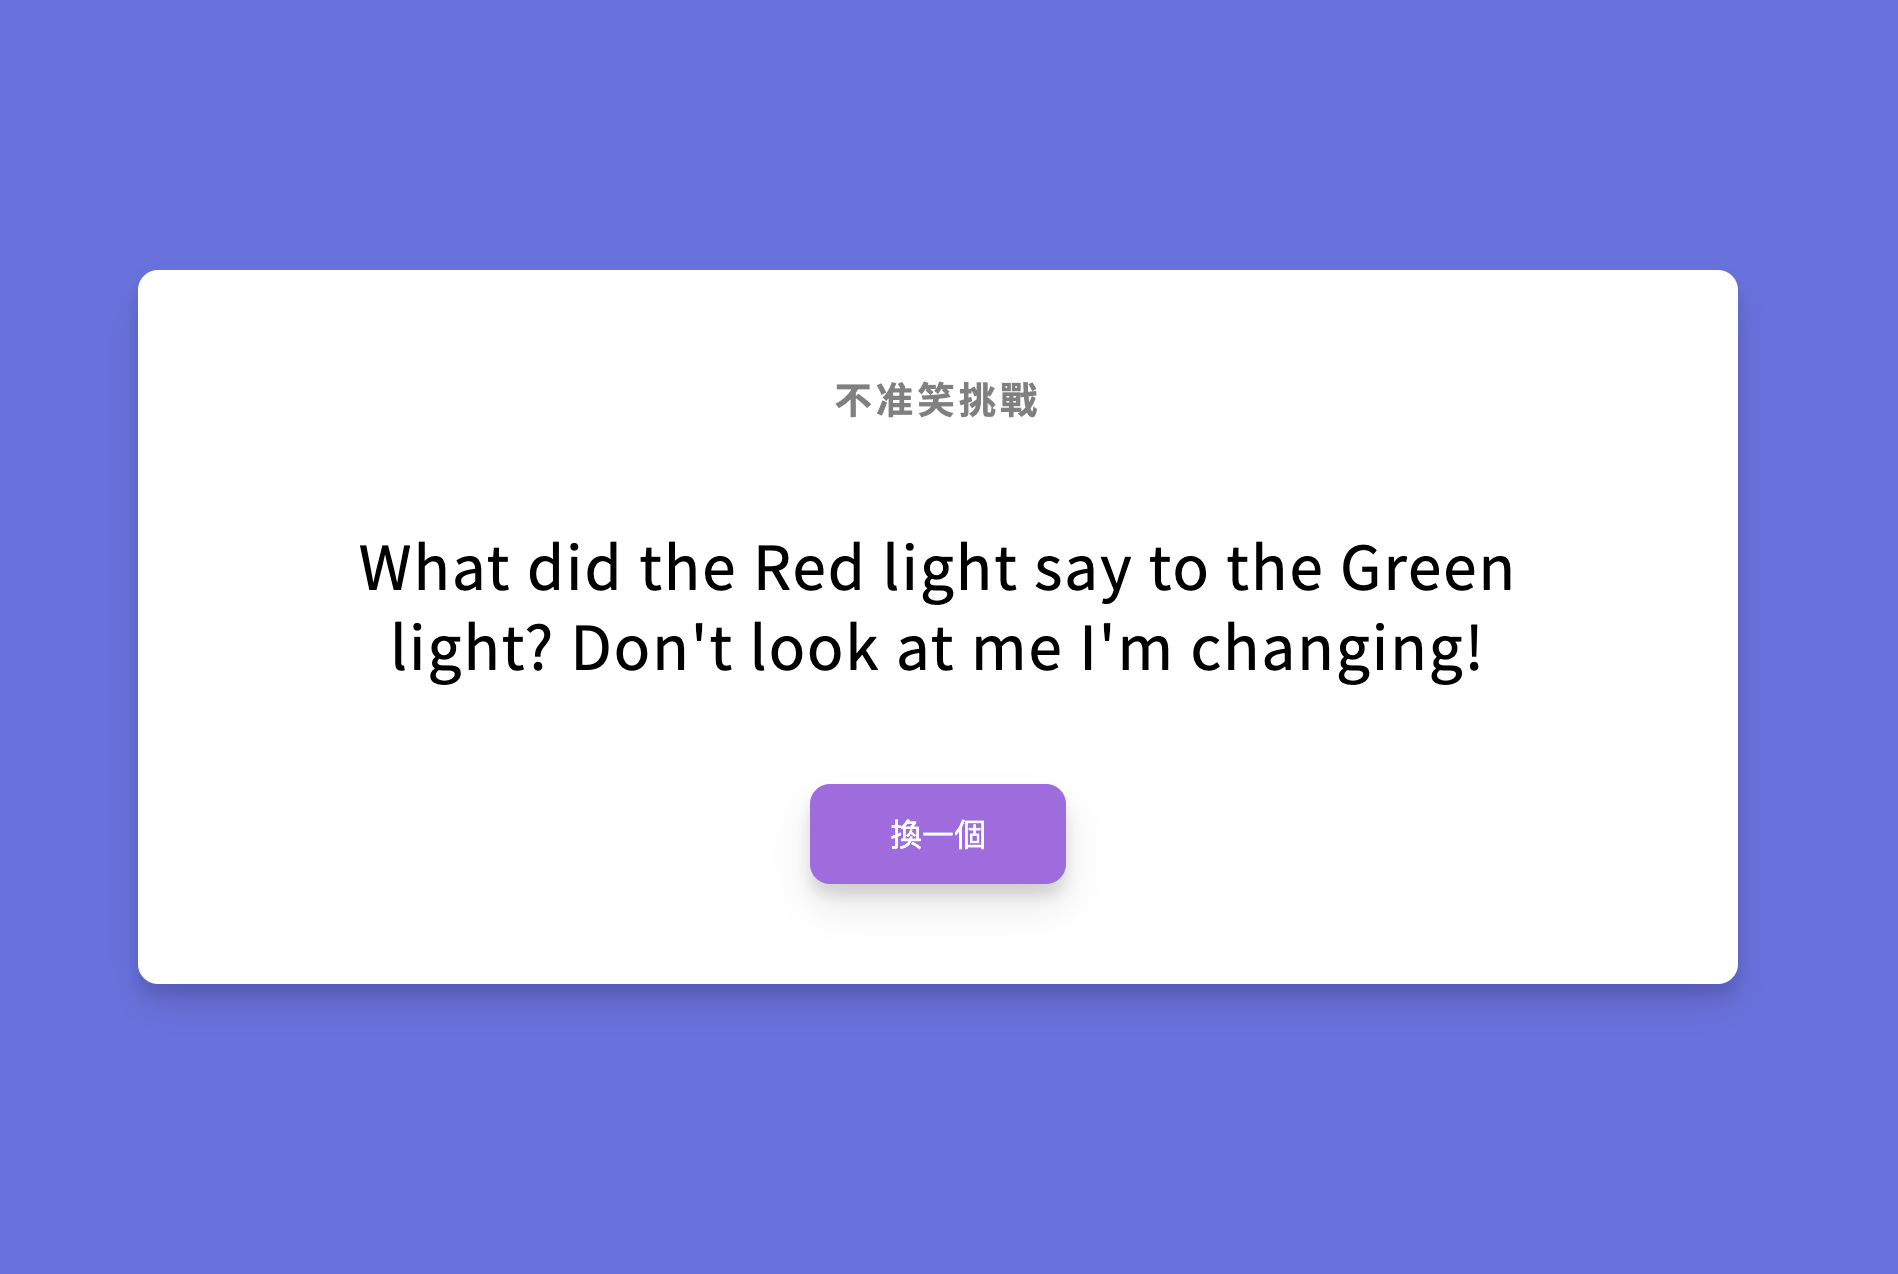 不准笑挑戰
What did the Red light say to the Green
light? Don't look at me I'm changing!
換一個